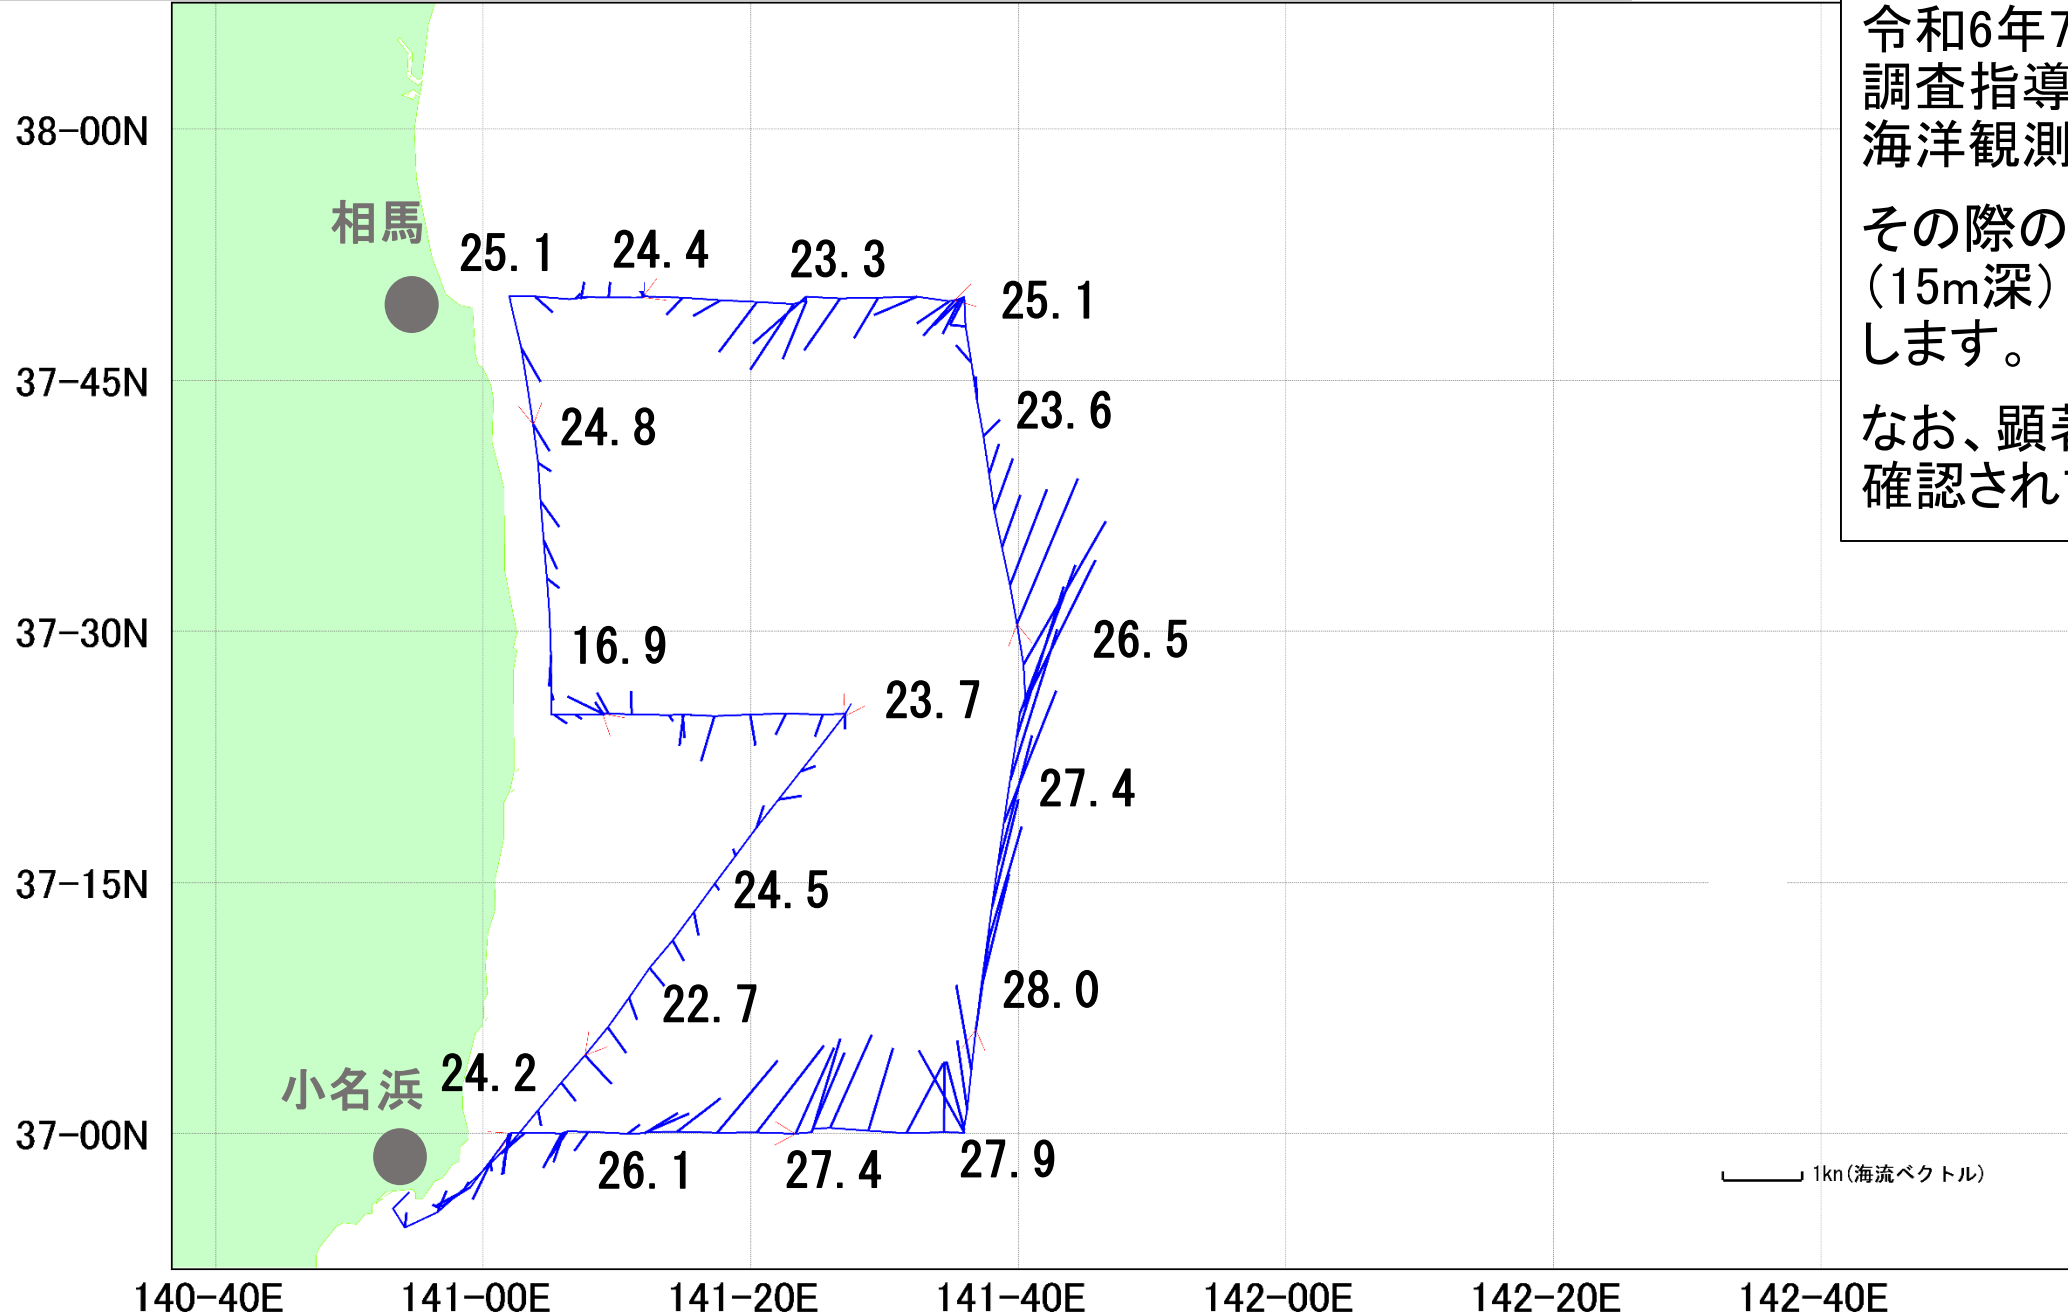 令和6年7
調査指導
海洋観測
その際の
（15m深）
します。
なお、顕著
確認されて
38-00N
37-45N
37-30N
37-15N
37-00N
相馬
小名浜
25.1
24.4
23.3
25.1
24.8
23.6
16.9
23.7
26.5
27.4
24.5
22.7
28.0
24.2
26.1
27.4
27.9
1kn(海流ベクトル)
140-40E
141-00E
141-20E
141-40E
142-00E
142-20E
142-40E